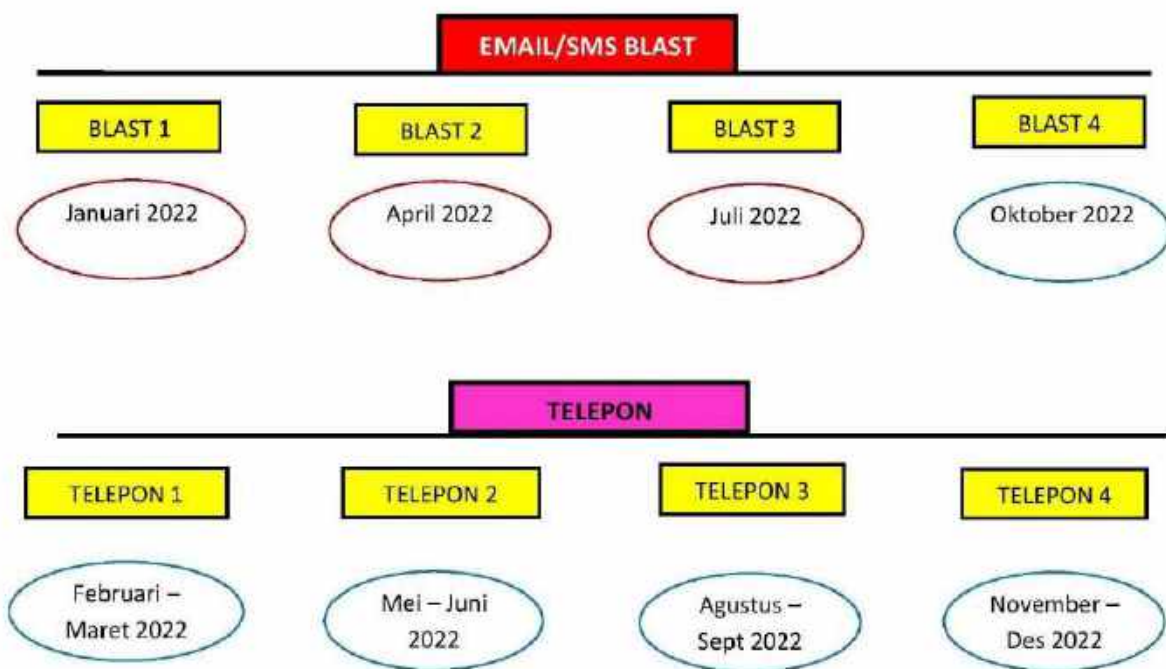 EMAIL/SMS BLAST
BLAST 1
BLAST 2
BLAST 3
BLAST 4
Januari 2022
April 2022
Juli 2022
Oktober 2022
TELEPON
TELEPON 1
TELEPON 2
TELEPON 3
TELEPON 4
Februari –
Maret 2022
Mei – Juni
2022
Agustus –
Sept 2022
November –
Des 2022